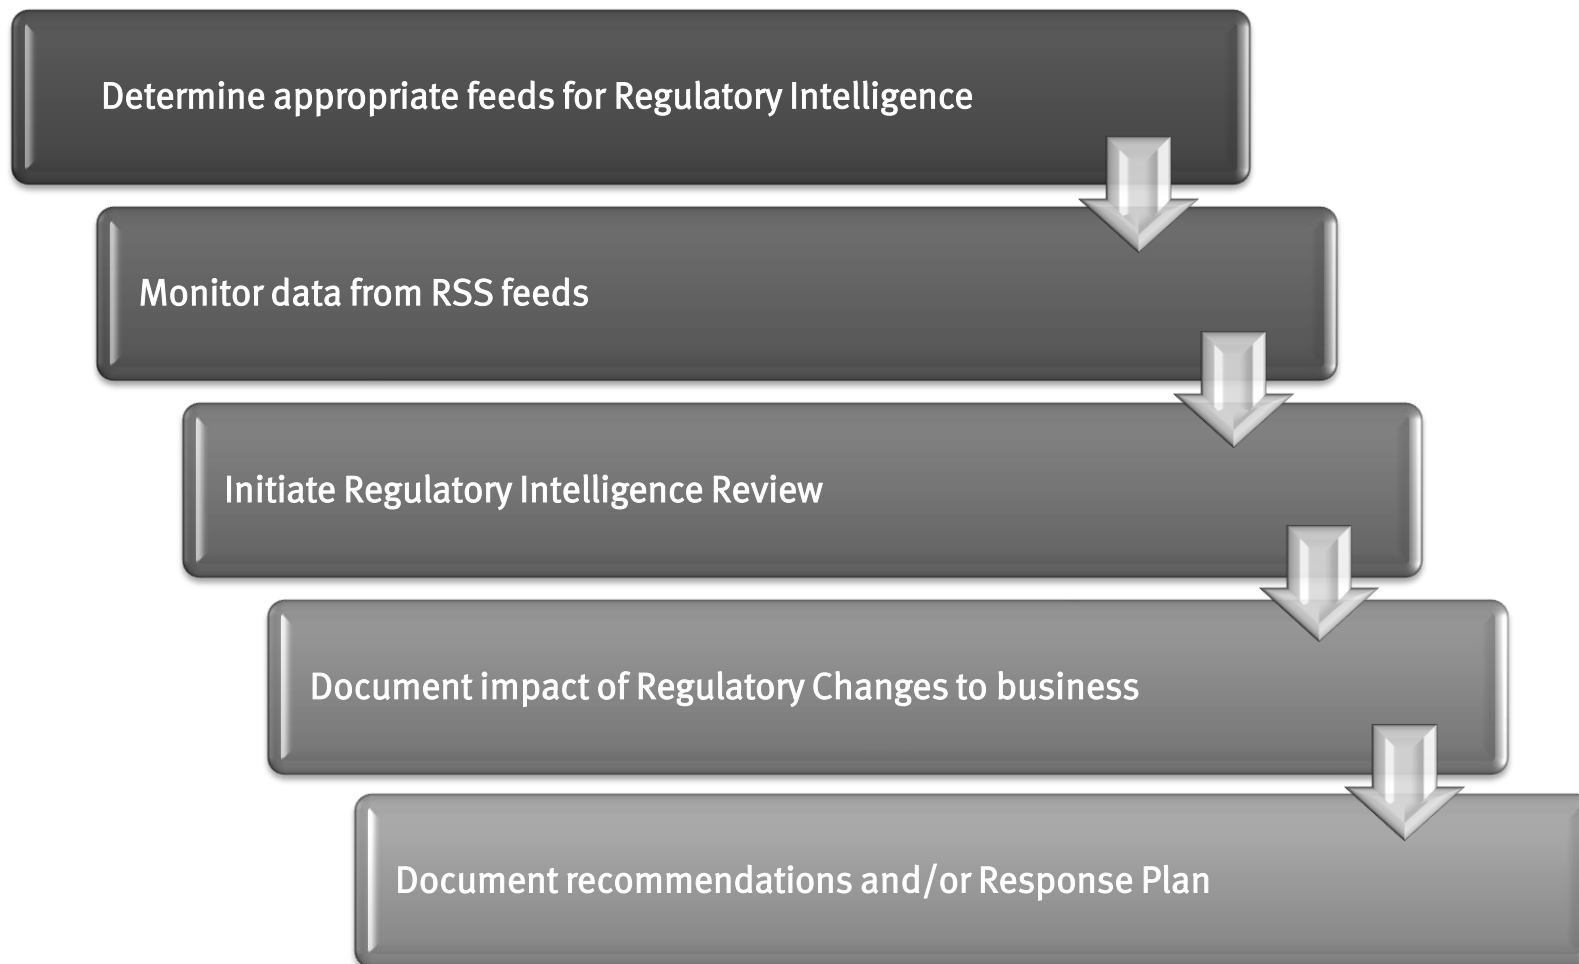 Determine appropriate feeds for Regulatory Intelligence
Monitor data from RSS feeds
Initiate Regulatory Intelligence Review
Document impact of Regulatory Changes to business
Document recommendations and/or Response Plan